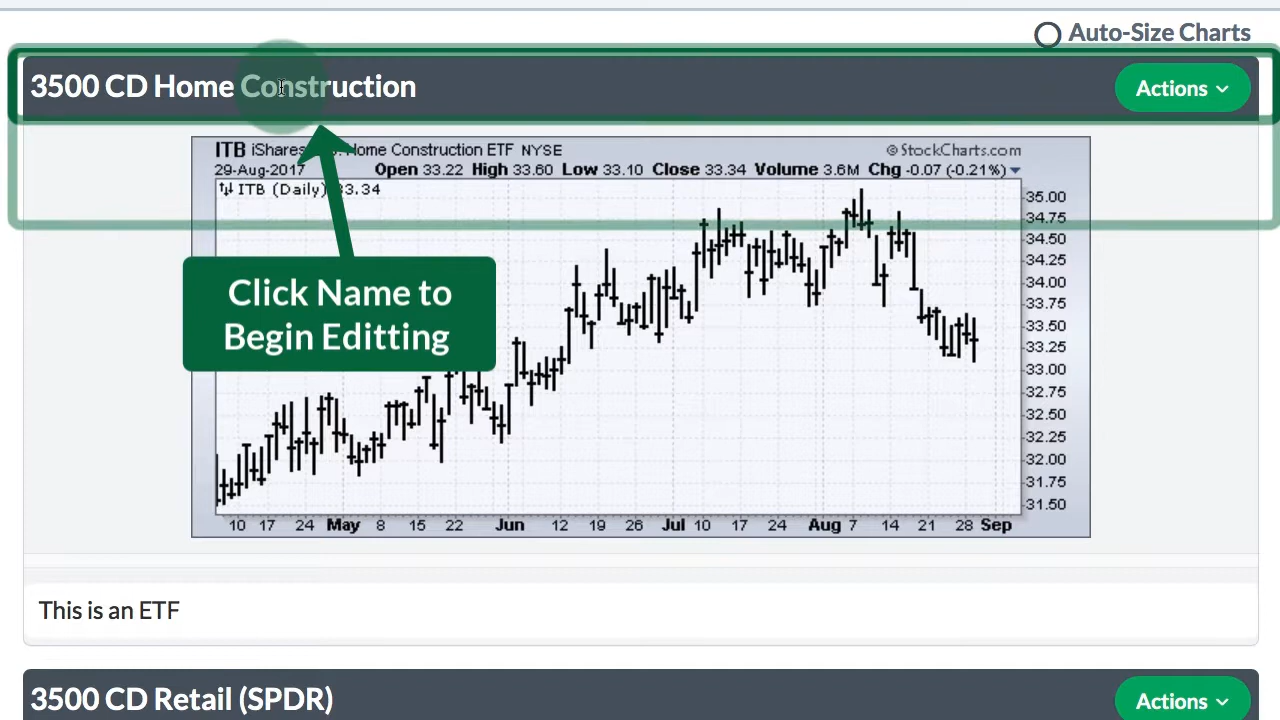 Auto-Size Charts
3500 CD Home Construction
Actions
ITB iShares Home Construction ETF NYSE
© StockCharts.com
29-Aug-2017 Open 33.22 High 33.60 Low 33.10 Close 33.34 Volume 3.6M Chg -0.07 (-0.21%)
ITB (Daily) 33.34
35.00
34.75
34.50
34.25
34.00
33.75
33.50
33.25
33.00
32.75
32.50
32.25
32.00
31.75
31.50
Click Name to
Begin Editting
10 17 24 May 8 15 22 Jun 12 19 26 Jul 10 17 24 Aug 7 14 21 28 Sep
This is an ETF
3500 CD Retail (SPDR)
Actions